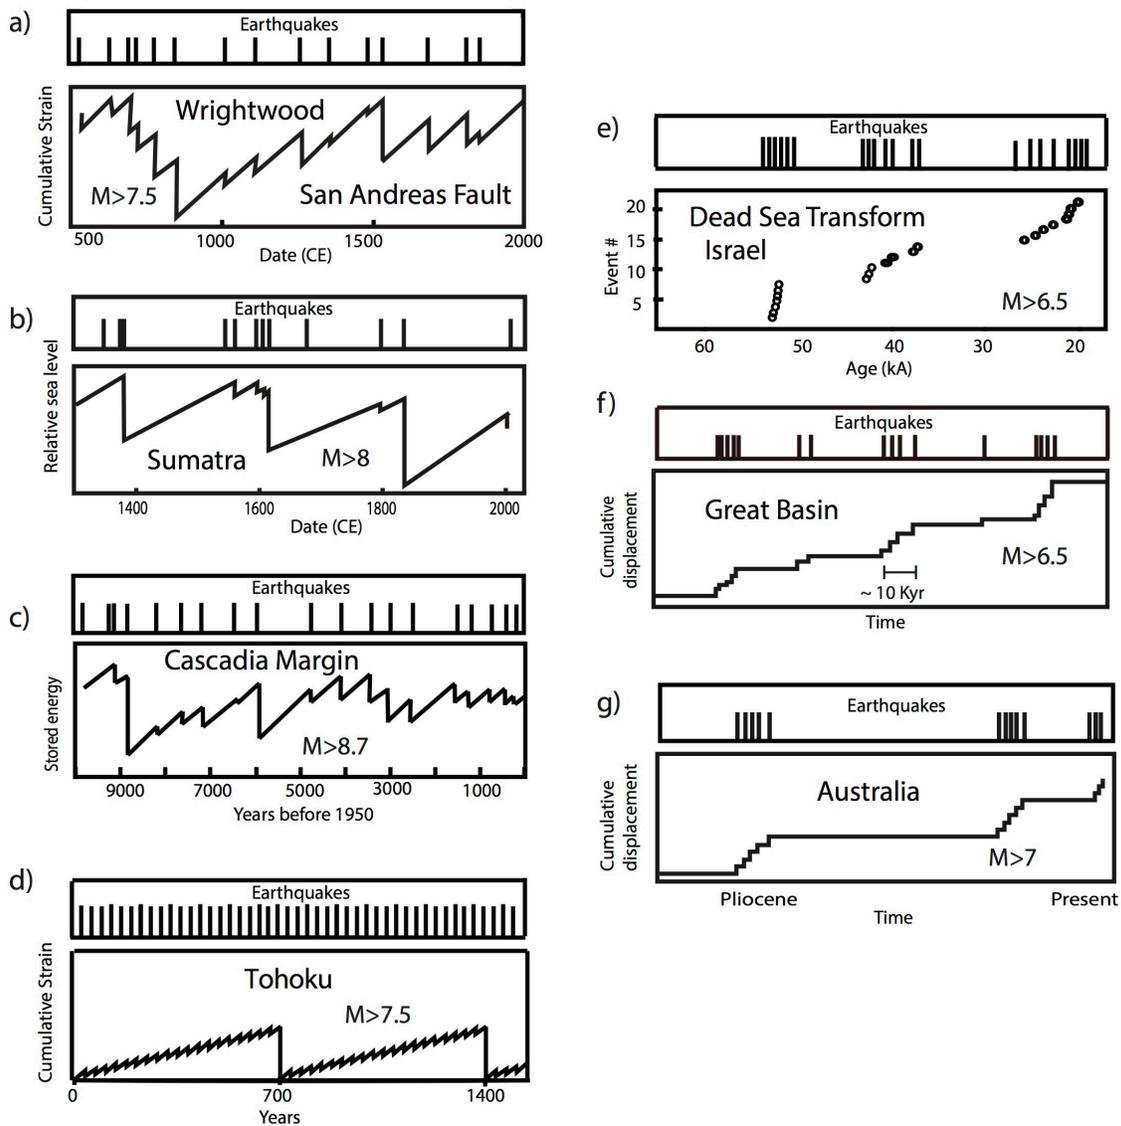 a)
Earthquakes
Cumulative Strain
Wrightwood
M>7.5
San Andreas Fault
500 1000 1500 2000
Date (CE)
b)
Earthquakes
Relative sea level
Sumatra
M>8
1400 1600 1800 2000
Date (CE)
c)
Earthquakes
Stored energy
Cascadia Margin
M>8.7
9000 7000 5000 3000 1000
Years before 1950
d)
Earthquakes
Cumulative Strain
Tohoku
M>7.5
0 700 1400
Years
e)
Earthquakes
Event #
20
15
10
5
Dead Sea Transform
Israel
M>6.5
60 50 40 30 20
Age (kA)
f)
Earthquakes
Cumulative
displacement
Great Basin
M>6.5
~ 10 Kyr
Time
g)
Earthquakes
Cumulative
displacement
Australia
M>7
Pliocene Present
Time